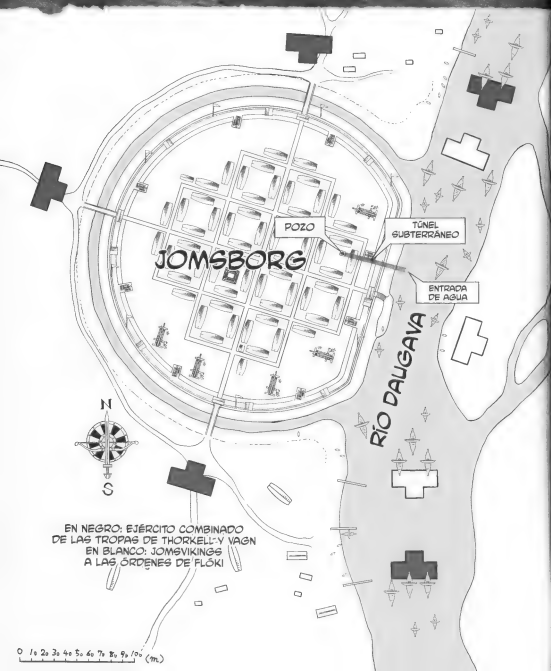 POZO
TÚNEL
SUBTERRÁNEO
JOMSBORG
ENTRADA
DE AGUA
RÍO DAUGAVA
N
S
EN NEGRO: EJÉRCITO COMBINADO
DE LAS TROPAS DE THORKELL Y VAGN
EN BLANCO: JOMSVIKINGS
A LAS ÓRDENES DE FLOKI
0 10 20 30 40 50 60 70 80 90 100 (m)